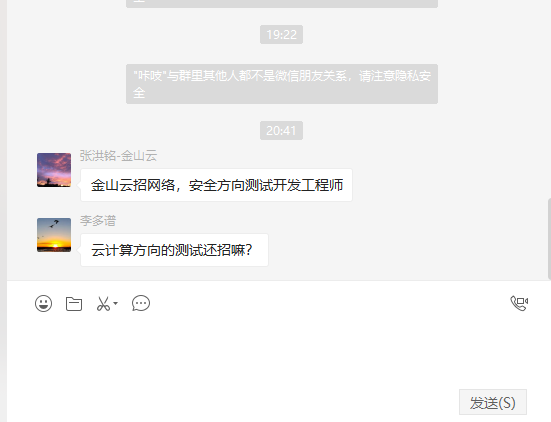 全
19:22
"咔吱"与群里其他人都不是微信朋友关系，请注意隐私安
全
20:41
张洪铭-金山云
金山云招网络，安全方向测试开发工程师
李多谱
云计算方向的测试还招嘛？
发送(S)